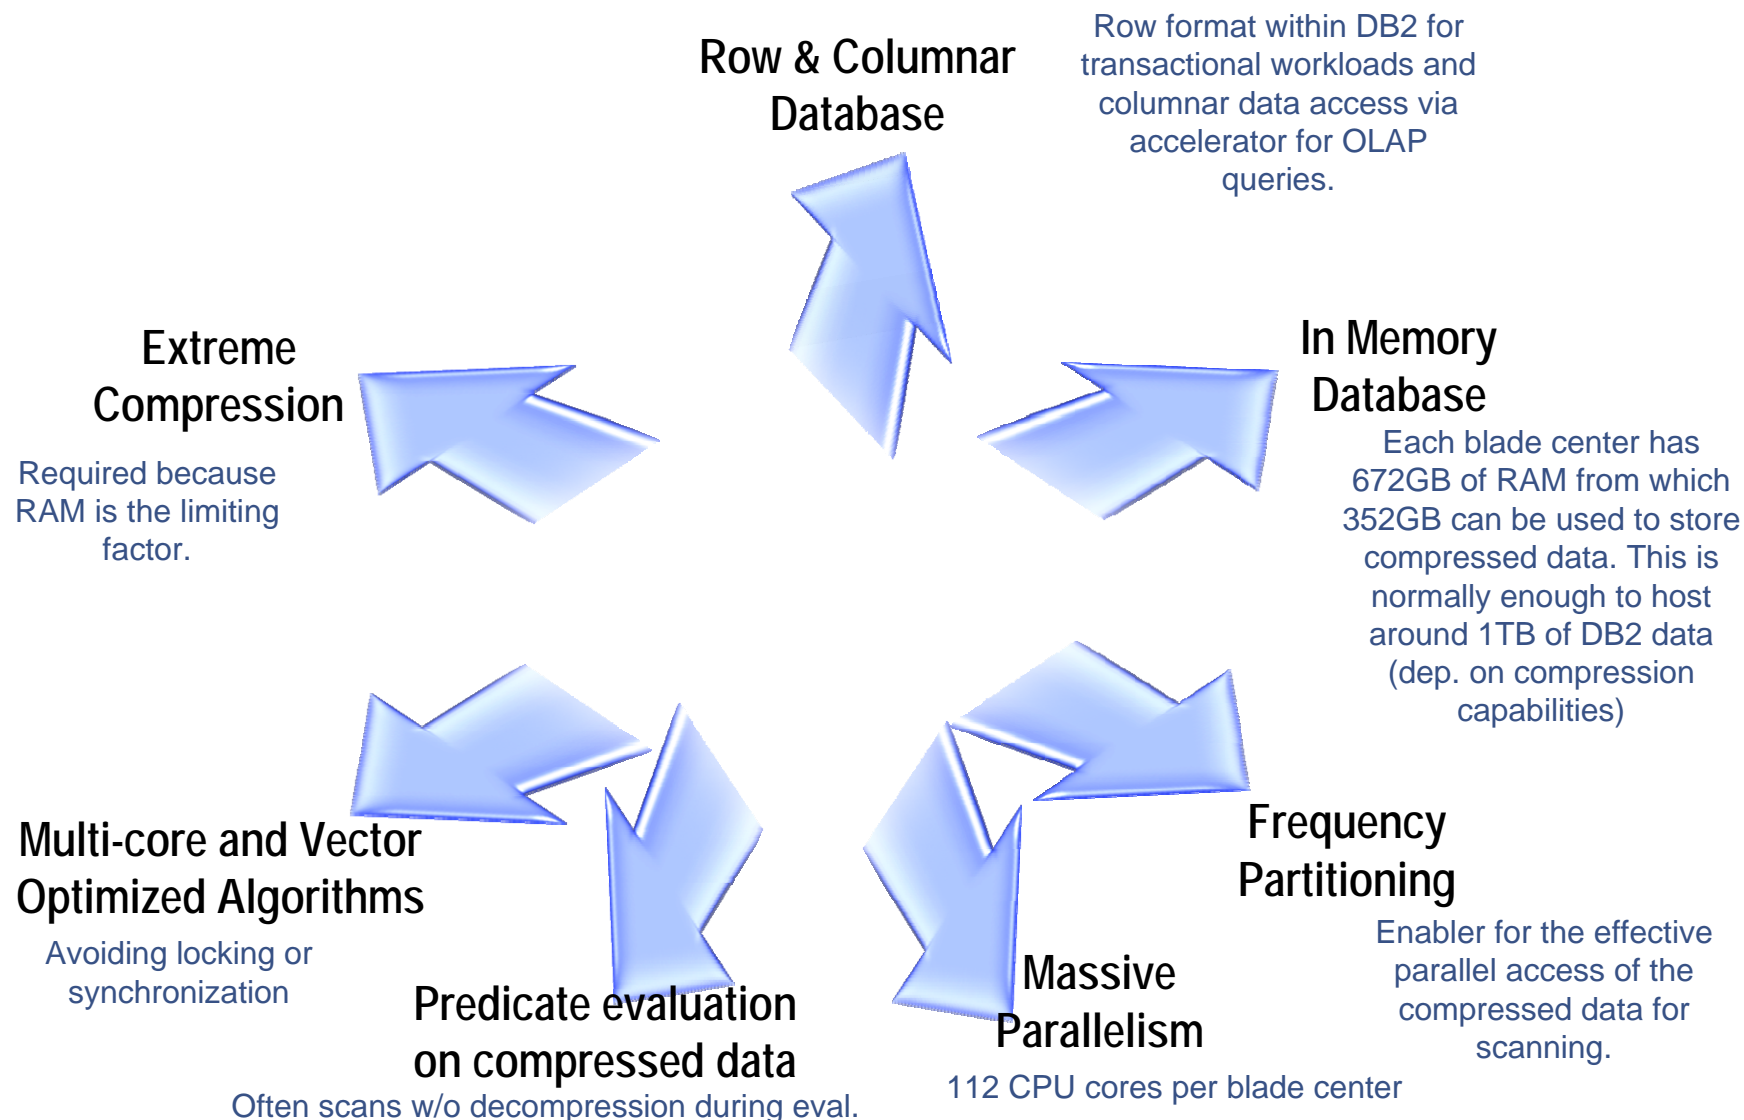 Row & Columnar
Database
Row format within DB2 for
transactional workloads and
columnar data access via
accelerator for OLAP
queries.
Extreme
Compression
Required because
RAM is the limiting
factor.
In Memory
Database
Each blade center has
672GB of RAM from which
352GB can be used to store
compressed data. This is
normally enough to host
around 1TB of DB2 data
(dep. on compression
capabilities)
Multi-core and Vector
Optimized Algorithms
Avoiding locking or
synchronization
Predicate evaluation
on compressed data
Often scans w/o decompression during eval.
Massive
Parallelism
112 CPU cores per blade center
Frequency
Partitioning
Enabler for the effective
parallel access of the
compressed data for
scanning.